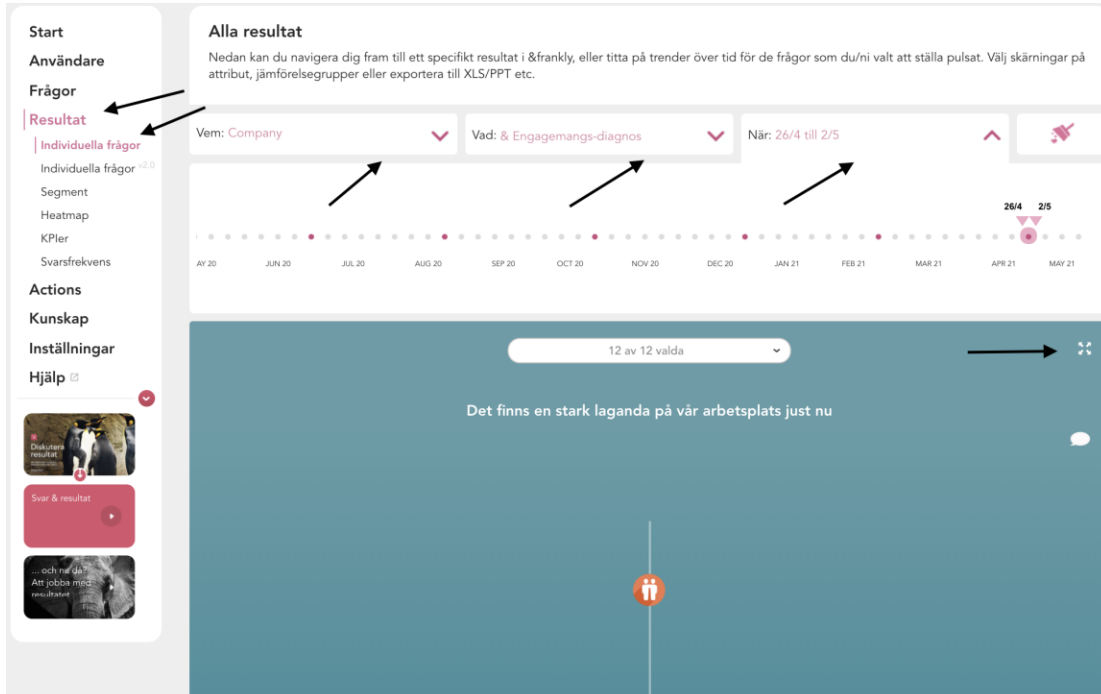 Start
Användare
Frågor
Resultat
Individuella frågor
Individuella frågor v2.0
Segment
Heatmap
KPIer
Svarsfrekvens
Actions
Kunskap
Inställningar
Hjälp
Diskutera
resultat
Svar & resultat
... och nu då?
Att jobba med
resultatet
Alla resultat
Nedan kan du navigera dig fram till ett specifikt resultat i &frankly, eller titta på trender över tid för de frågor som du/ni valt att ställa pulsat. Välj skärningar på
attribut, jämförelsegrupper eller exportera till XLS/PPT etc.
Vem: Company
Vad: & Engagemangs-diagnos
När: 26/4 till 2/5
26/4 2/5
AY 20 JUN 20 JUL 20 AUG 20 SEP 20 OCT 20 NOV 20 DEC 20 JAN 21 FEB 21 MAR 21 APR 21 MAY 21
12 av 12 valda
Det finns en stark laganda på vår arbetsplats just nu